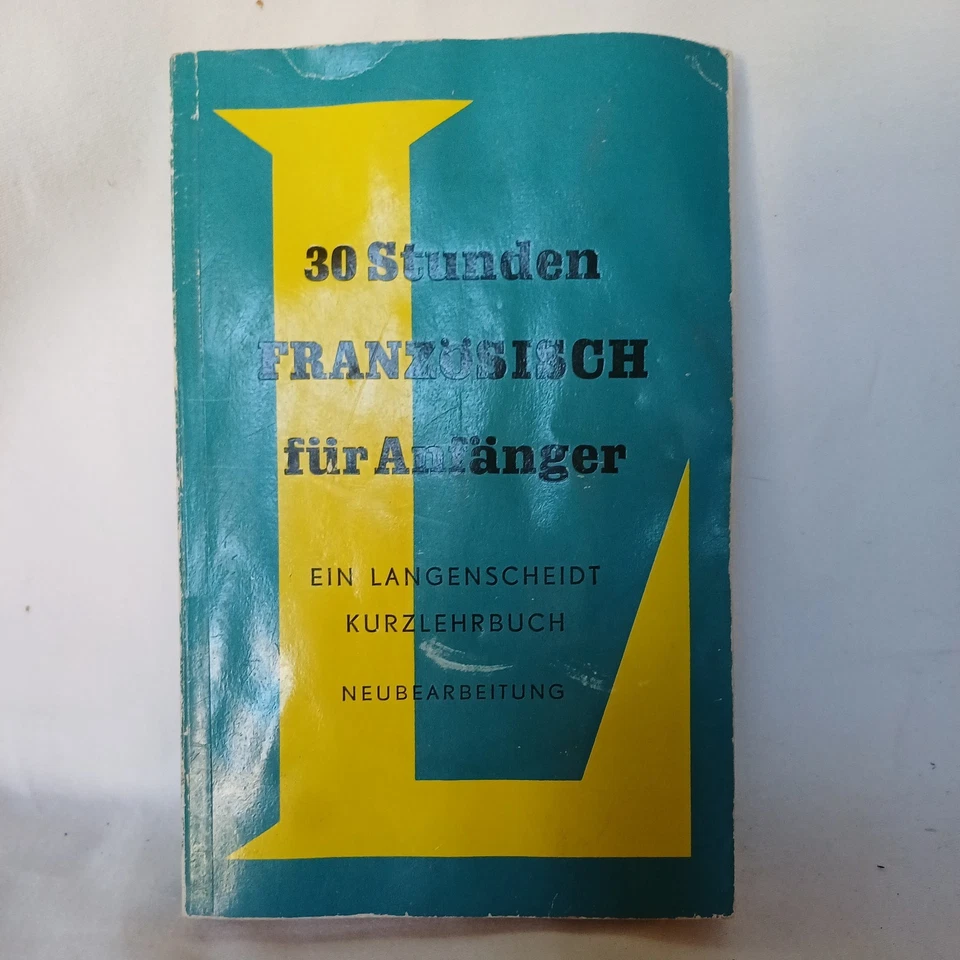 30 Stunden
FRANZÖSISCH
für Anfänger
EIN LANGENSCHEIDT
KURZLEHRBUCH
NEUBEARBEITUNG